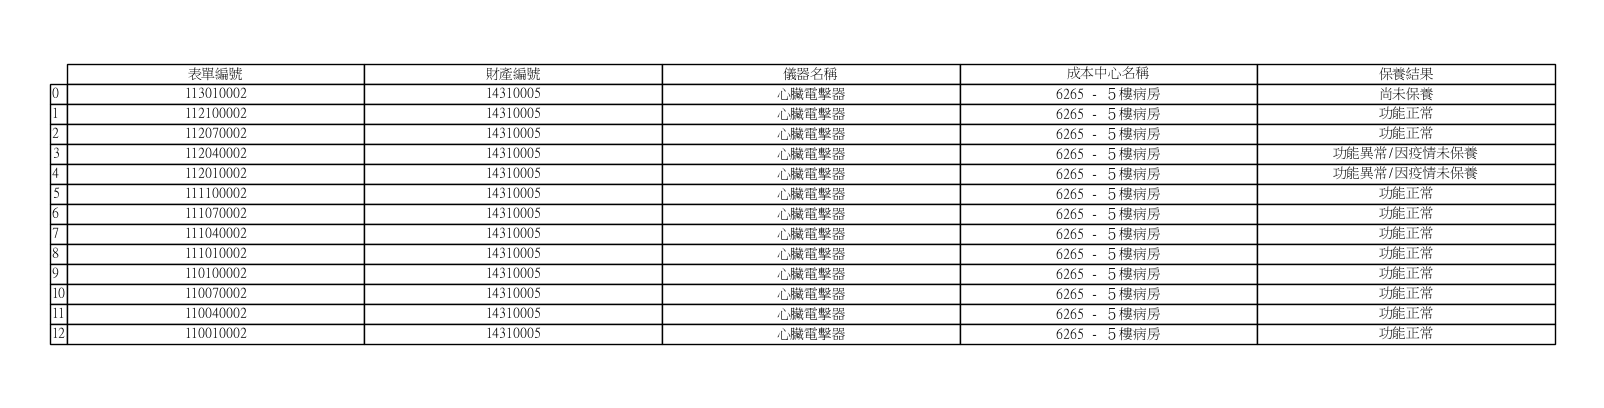 表單編號 財產編號 儀器名稱 成本中心名稱 保養結果
0 113010002 14310005 心臟電擊器 6265 - 5樓病房 尚未保養
1 112100002 14310005 心臟電擊器 6265 - 5樓病房 功能正常
2 112070002 14310005 心臟電擊器 6265 - 5樓病房 功能正常
3 112040002 14310005 心臟電擊器 6265 - 5樓病房 功能異常/因疫情未保養
4 112010002 14310005 心臟電擊器 6265 - 5樓病房 功能異常/因疫情未保養
5 111100002 14310005 心臟電擊器 6265 - 5樓病房 功能正常
6 111070002 14310005 心臟電擊器 6265 - 5樓病房 功能正常
7 111040002 14310005 心臟電擊器 6265 - 5樓病房 功能正常
8 111010002 14310005 心臟電擊器 6265 - 5樓病房 功能正常
9 110100002 14310005 心臟電擊器 6265 - 5樓病房 功能正常
10 110070002 14310005 心臟電擊器 6265 - 5樓病房 功能正常
11 110040002 14310005 心臟電擊器 6265 - 5樓病房 功能正常
12 110010002 14310005 心臟電擊器 6265 - 5樓病房 功能正常